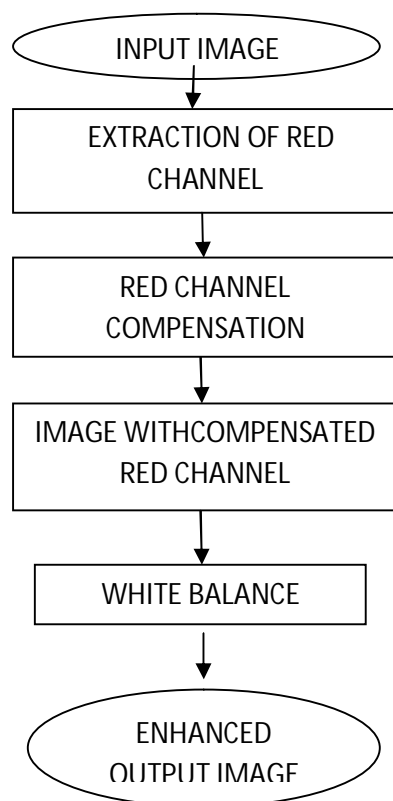 INPUT IMAGE
EXTRACTION OF RED
CHANNEL
RED CHANNEL
COMPENSATION
IMAGE WITHCOMPENSATED
RED CHANNEL
WHITE BALANCE
ENHANCED
OUTPUT IMAGE